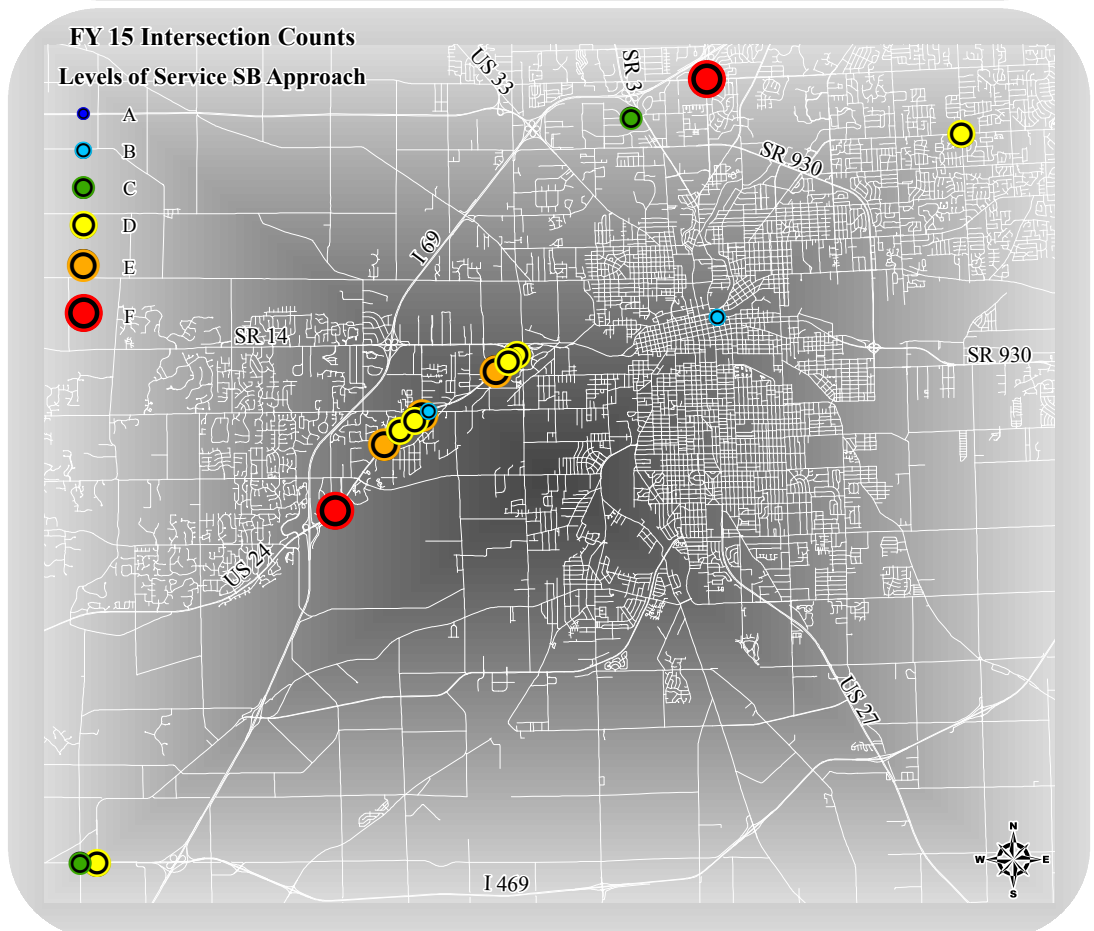 FY 15 Intersection Counts
Levels of Service SB Approach
A
B
C
D
E
F
US 33
SR 3
SR 930
I 69
SR 14
SR 930
US 24
US 27
I 469
N
W E
S